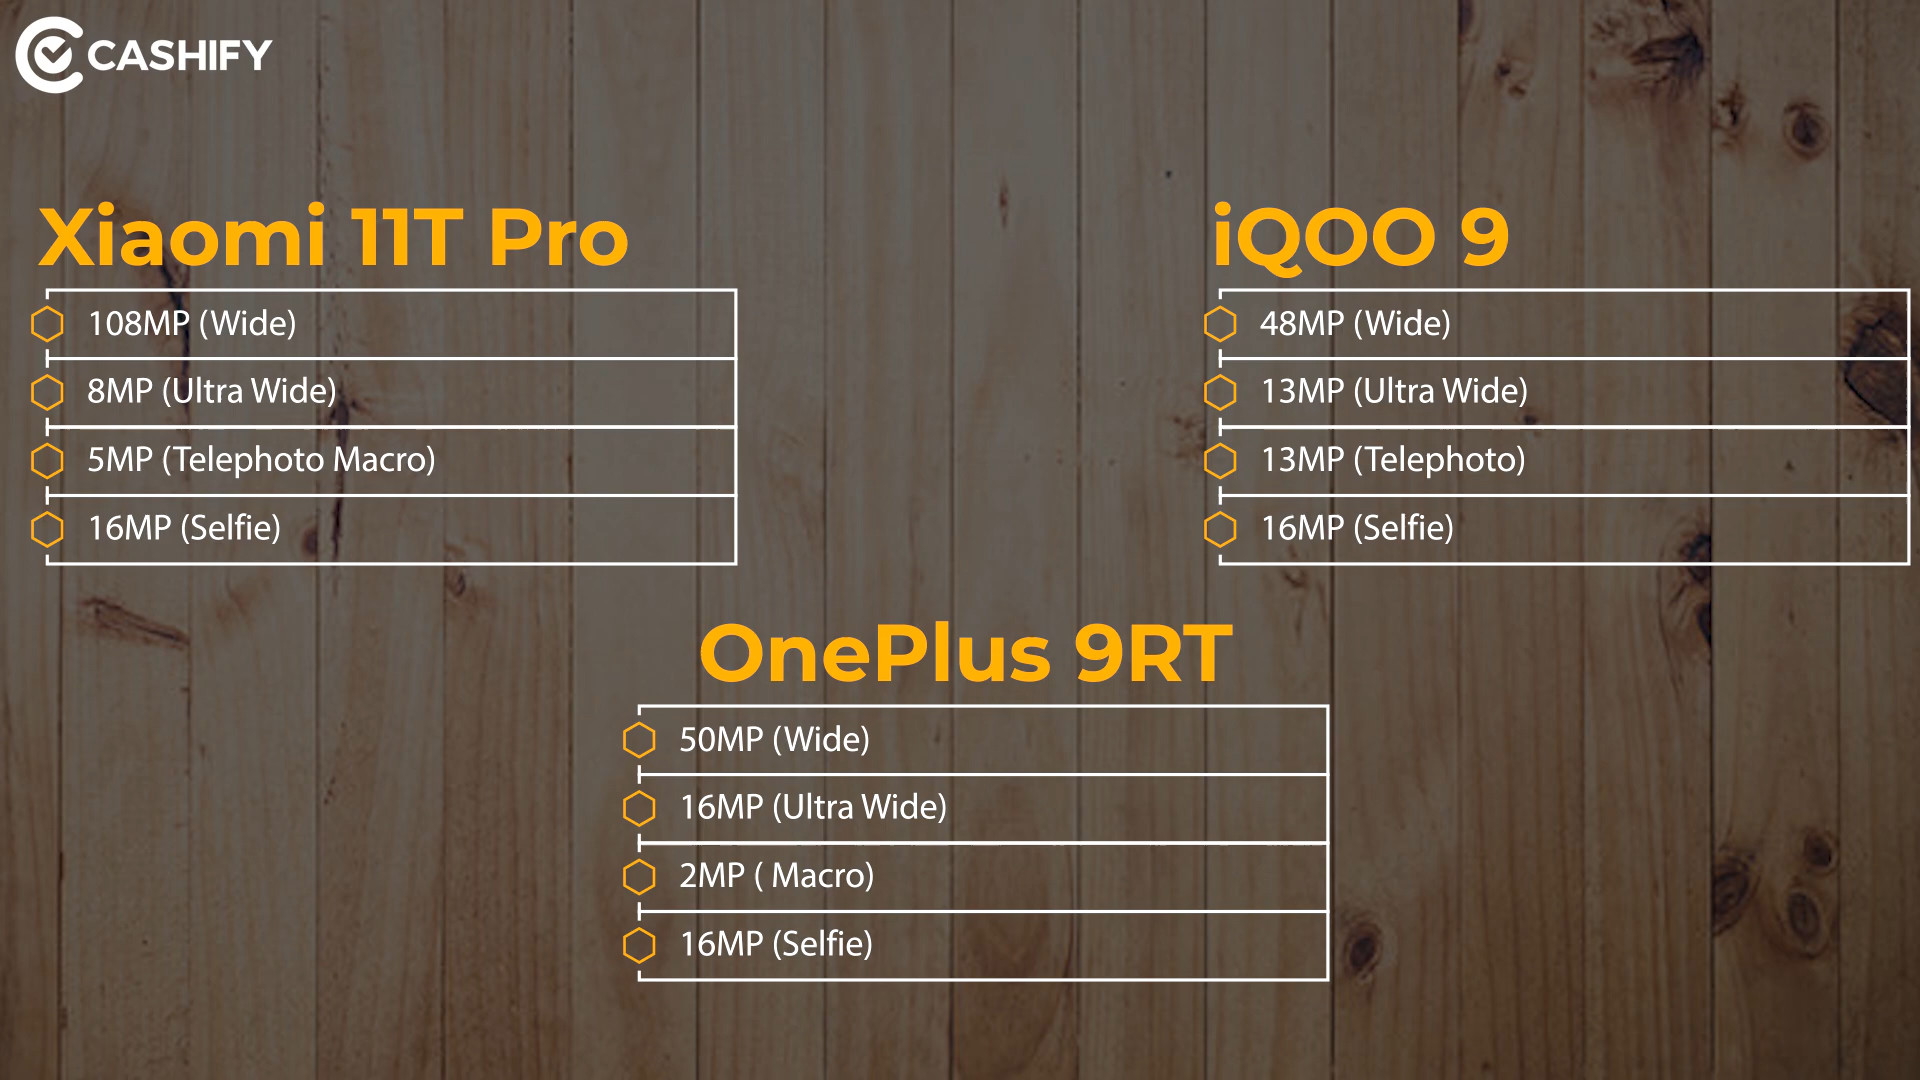 CASHIFY
Xiaomi 11T Pro
108MP (Wide)
8MP (Ultra Wide)
5MP (Telephoto Macro)
16MP (Selfie)
iQOO 9
48MP (Wide)
13MP (Ultra Wide)
13MP (Telephoto)
16MP (Selfie)
OnePlus 9RT
50MP (Wide)
16MP (Ultra Wide)
2MP ( Macro)
16MP (Selfie)